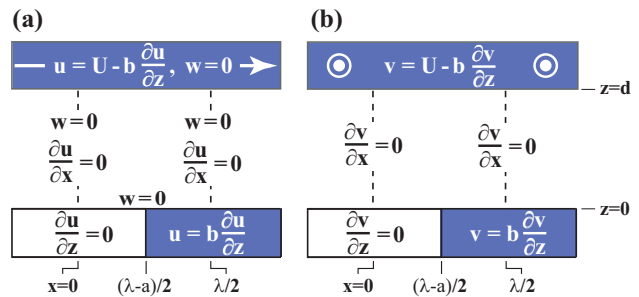 (a)
u = U - b ∂u/∂z, w=0
w=0 w=0
∂u/∂x = 0 ∂u/∂x = 0
w=0
∂u/∂z = 0 u = b ∂u/∂z
x=0 (λ-a)/2 λ/2
(b)
v = U - b ∂v/∂z
z=d
∂v/∂x = 0 ∂v/∂x = 0
z=0
∂v/∂z = 0 v = b ∂v/∂z
x=0 (λ-a)/2 λ/2